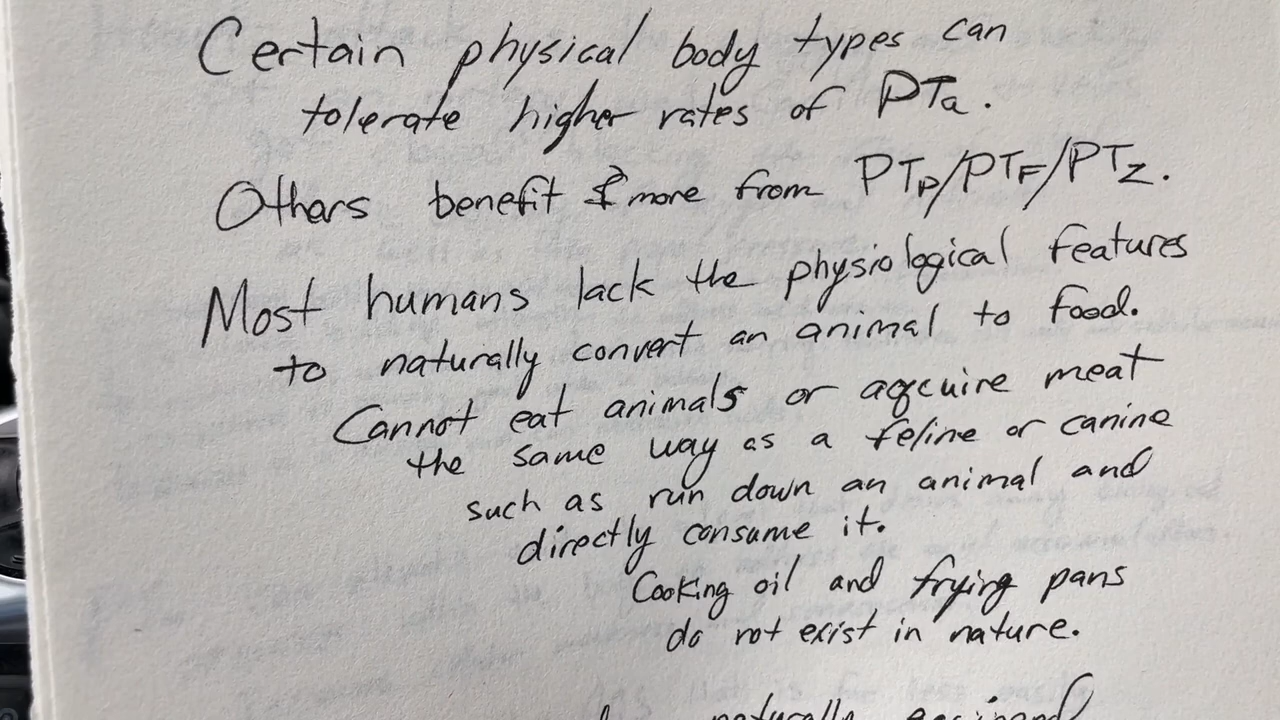 Certain physical body types can
tolerate higher rates of PTa.
Others benefit more from PTP/PTF/PTZ.
Most humans lack the physiological features
to naturally convert an animal to food.
Cannot eat animals or aqcuire meat
the same way as a feline or canine
such as run down an animal and
directly consume it.
Cooking oil and frying pans
do not exist in nature.
naturally